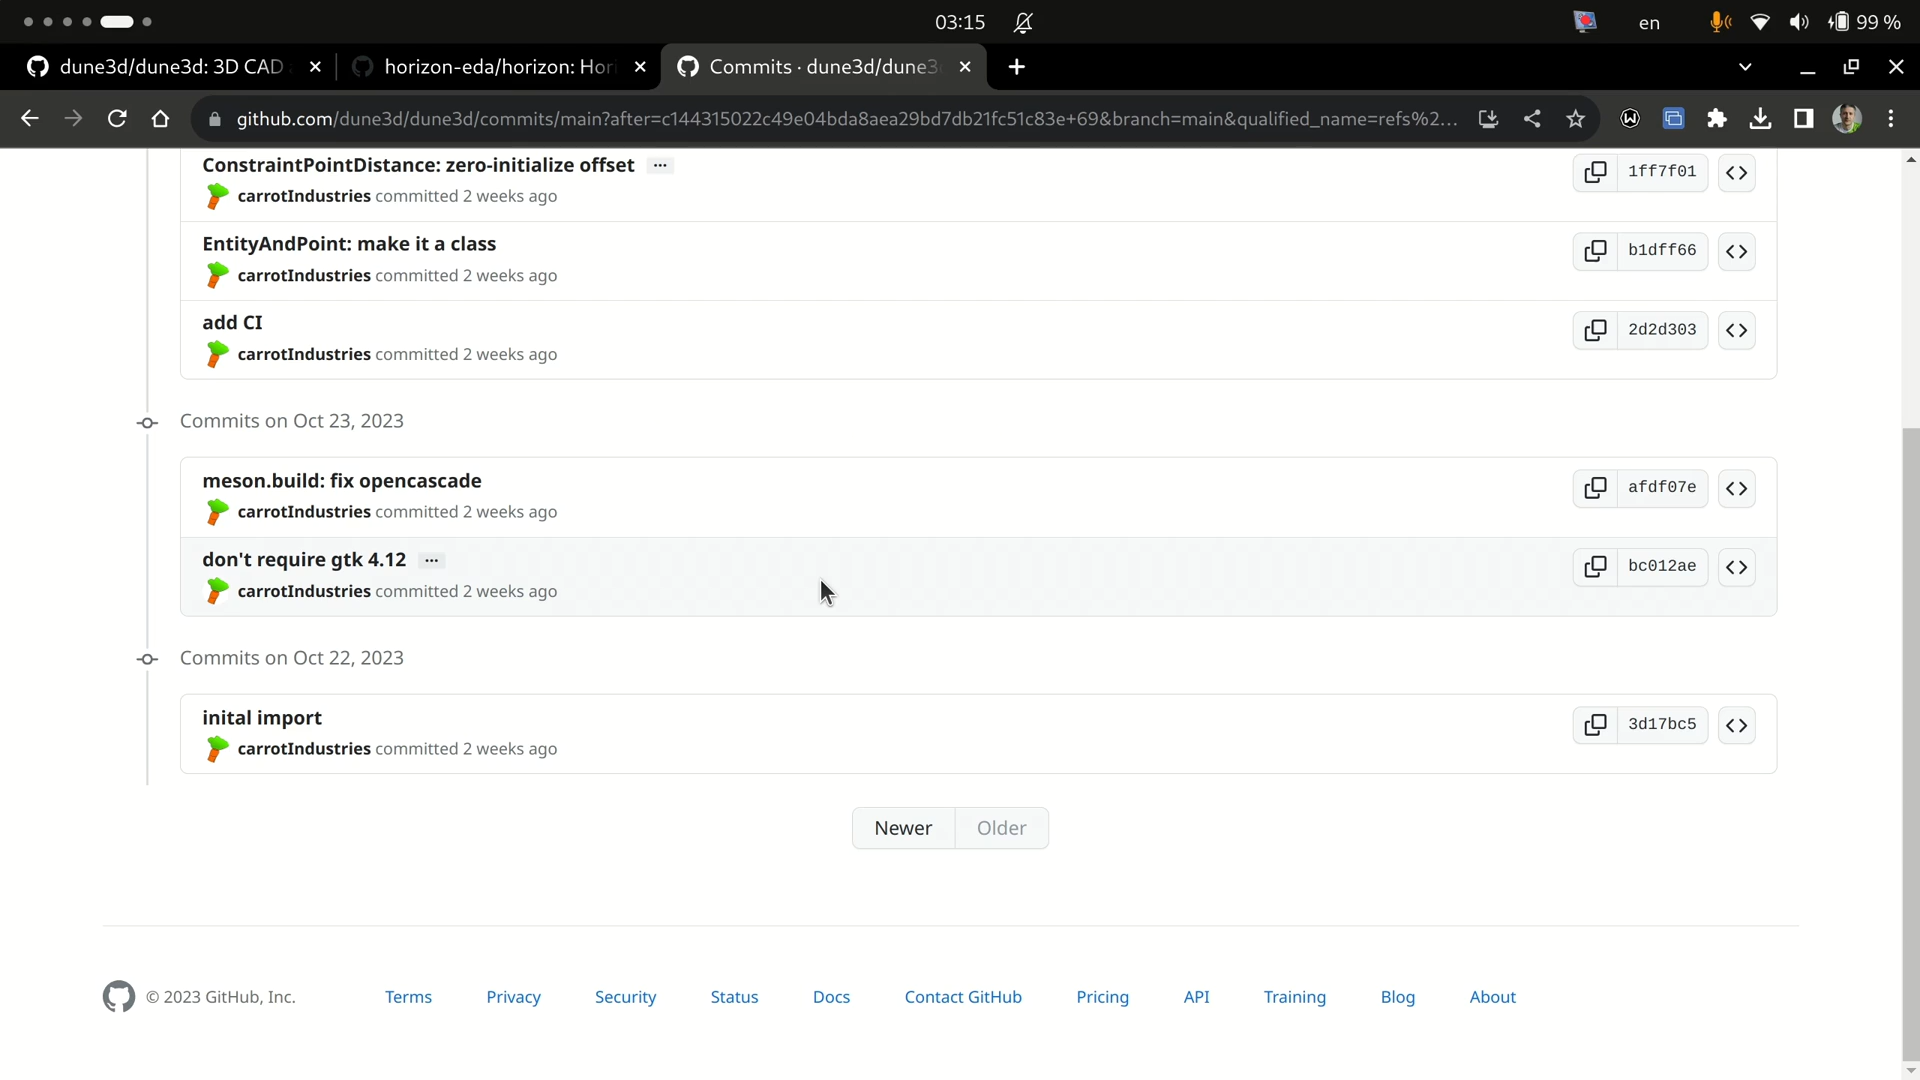 03:15
en
99 %
dune3d/dune3d: 3D CAD
horizon-eda/horizon: Hori
Commits · dune3d/dune3d
github.com/dune3d/dune3d/commits/main?after=c144315022c49e04bda8aea29bd7db21fc51c83e+69&branch=main&qualified_name=refs%2...
ConstraintPointDistance: zero-initialize offset ...
1ff7f01
carrotIndustries committed 2 weeks ago
EntityAndPoint: make it a class
b1dff66
carrotIndustries committed 2 weeks ago
add CI
2d2d303
carrotIndustries committed 2 weeks ago
Commits on Oct 23, 2023
meson.build: fix opencascade
afdf07e
carrotIndustries committed 2 weeks ago
don't require gtk 4.12 ...
bc012ae
carrotIndustries committed 2 weeks ago
Commits on Oct 22, 2023
inital import
3d17bc5
carrotIndustries committed 2 weeks ago
Newer Older
© 2023 GitHub, Inc. Terms Privacy Security Status Docs Contact GitHub Pricing API Training Blog About